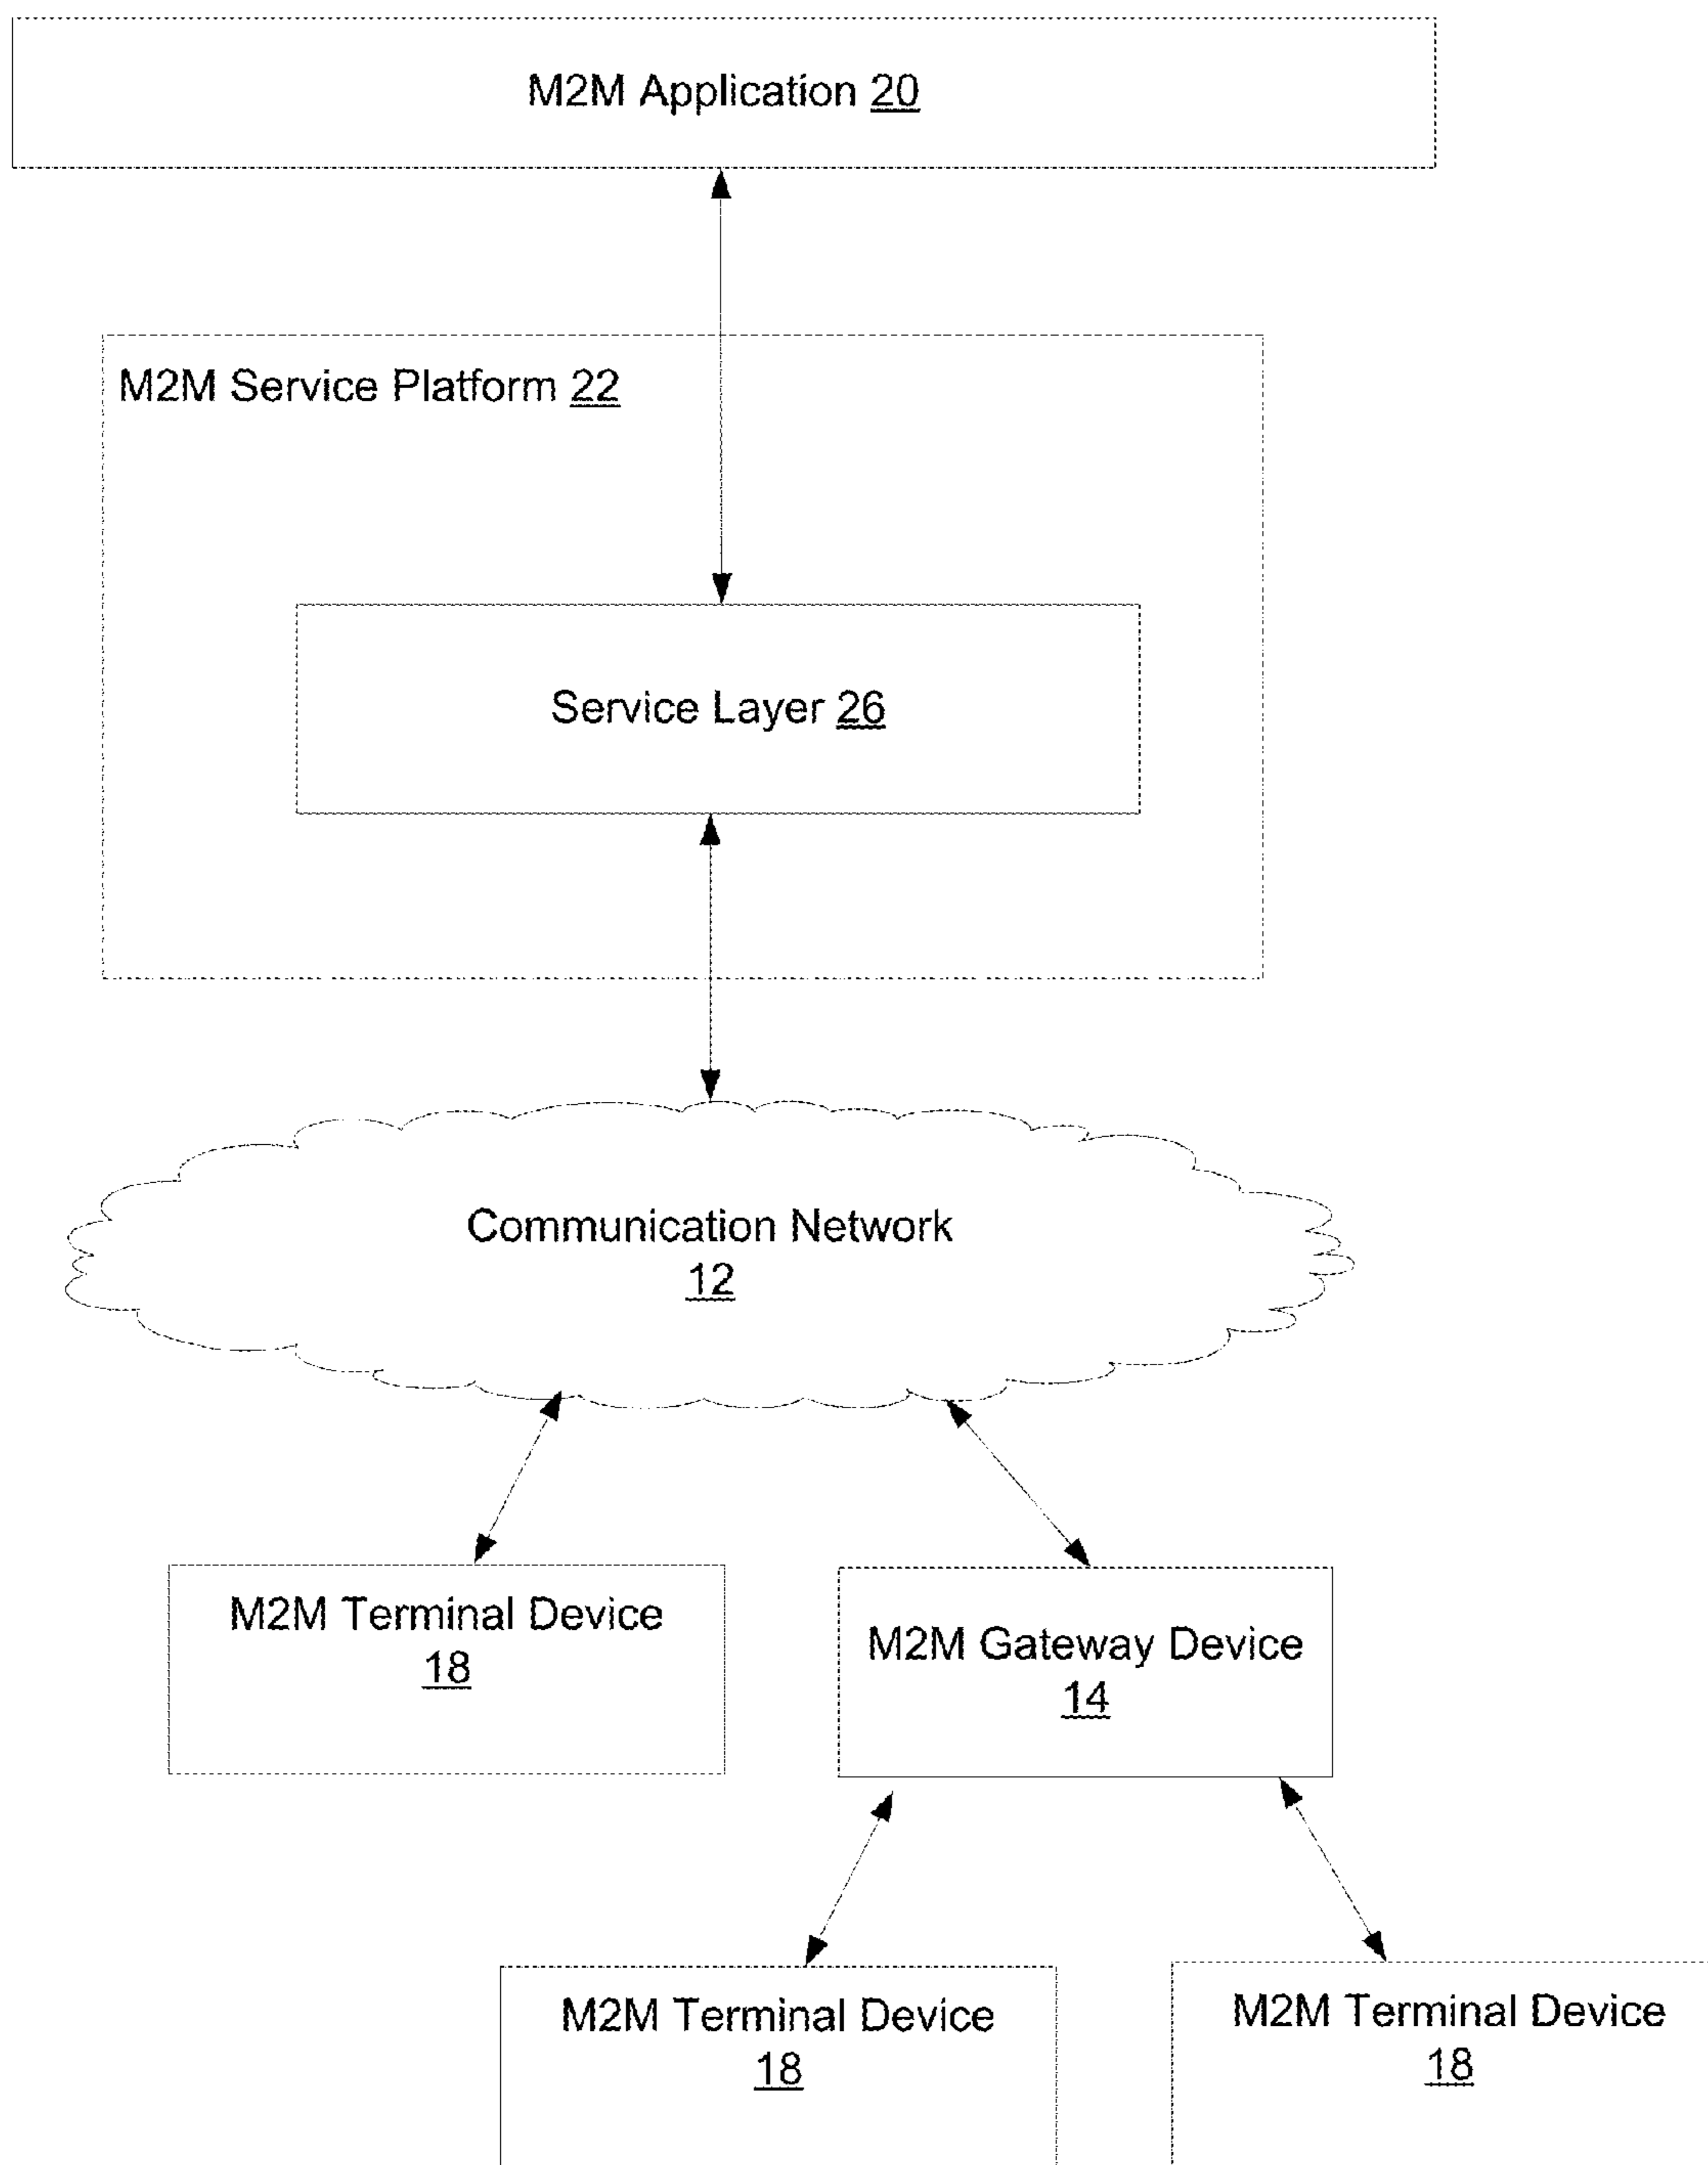 M2M Application 20
M2M Service Platform 22
Service Layer 26
Communication Network
12
M2M Terminal Device
18
M2M Gateway Device
14
M2M Terminal Device
18
M2M Terminal Device
18